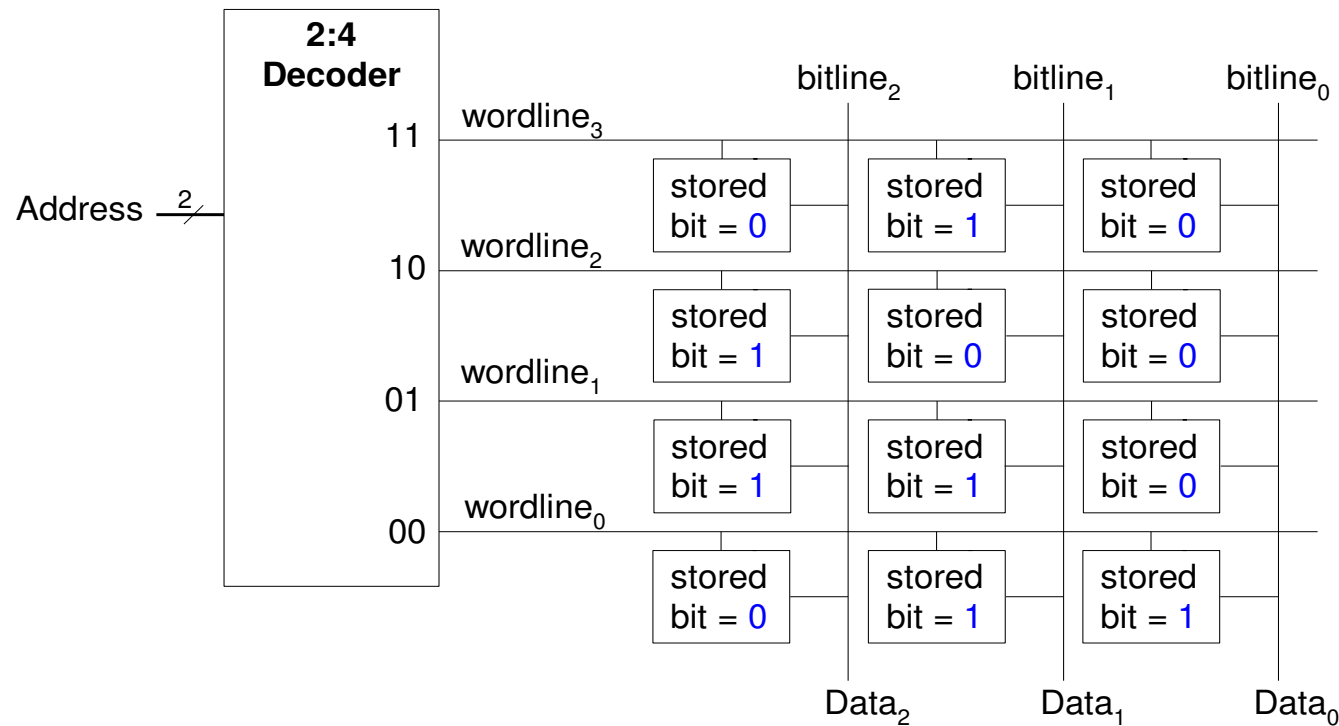 2:4
Decoder
bitline₂ bitline₁ bitline₀
wordline₃
11
stored stored stored
bit = 0 bit = 1 bit = 0
Address 2
wordline₂
10
stored stored stored
bit = 1 bit = 0 bit = 0
wordline₁
01
stored stored stored
bit = 1 bit = 1 bit = 0
wordline₀
00
stored stored stored
bit = 0 bit = 1 bit = 1
Data₂ Data₁ Data₀